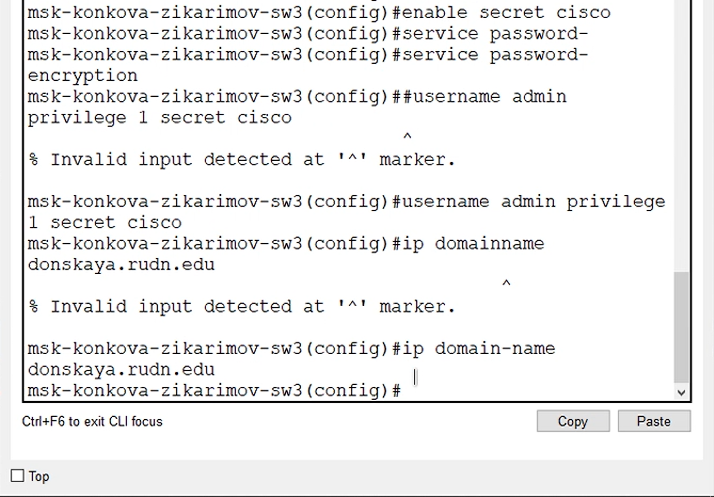 msk-konkova-zikarimov-sw3(config)#enable secret cisco
msk-konkova-zikarimov-sw3(config)#service password-
msk-konkova-zikarimov-sw3(config)#service password-
encryption
msk-konkova-zikarimov-sw3(config)##username admin
privilege 1 secret cisco
^
% Invalid input detected at '^' marker.
msk-konkova-zikarimov-sw3(config)#username admin privilege
1 secret cisco
msk-konkova-zikarimov-sw3(config)#ip domainname
donskaya.rudn.edu
^
% Invalid input detected at '^' marker.
msk-konkova-zikarimov-sw3(config)#ip domain-name
donskaya.rudn.edu
msk-konkova-zikarimov-sw3(config)#
Ctrl+F6 to exit CLI focus
Copy
Paste
Top